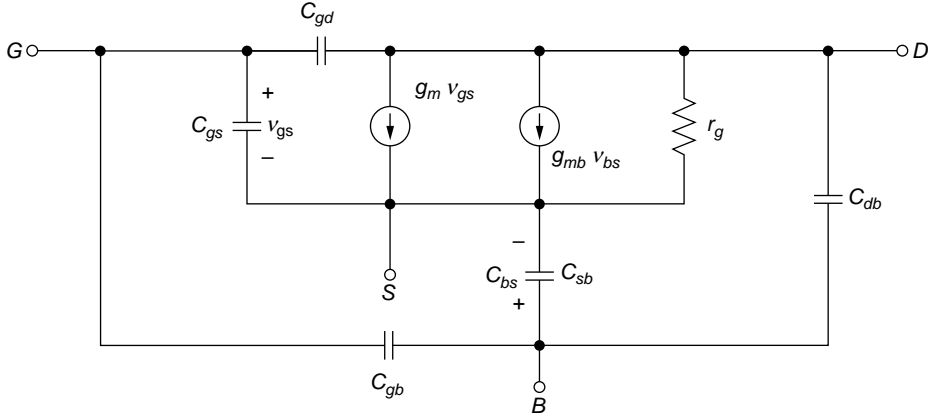 C_gd
G
D
+
g_m v_gs
C_gs
v_gs
r_g
–
g_mb v_bs
C_db
–
C_bs
C_sb
S
+
C_gb
B